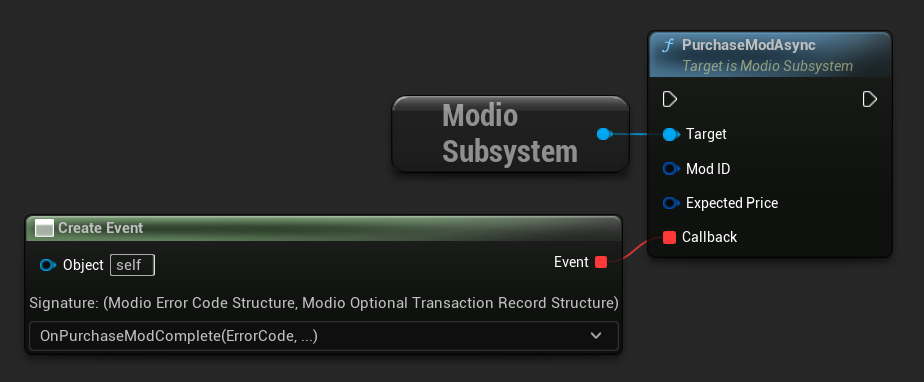 PurchaseModAsync
Target is Modio Subsystem
Modio
Subsystem
Target
Mod ID
Expected Price
Callback
Create Event
Object self
Event
Signature: (Modio Error Code Structure, Modio Optional Transaction Record Structure)
OnPurchaseModComplete(ErrorCode, ...)